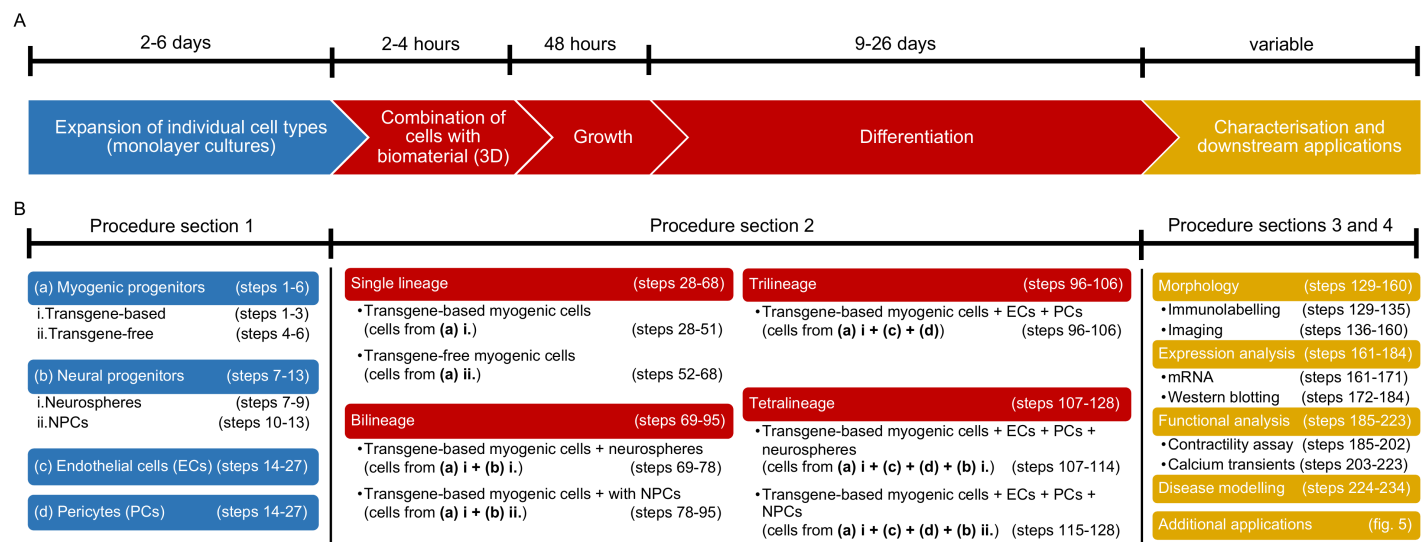 A
2-6 days
2-4 hours
48 hours
9-26 days
variable
Expansion of individual cell types
(monolayer cultures)
Combination of
cells with
biomaterial (3D)
Growth
Differentiation
Characterisation and
downstream applications
B
Procedure section 1
Procedure section 2
Procedure sections 3 and 4
(a) Myogenic progenitors (steps 1-6)
i.Transgene-based (steps 1-3)
ii.Transgene-free (steps 4-6)
(b) Neural progenitors (steps 7-13)
i.Neurospheres (steps 7-9)
ii.NPCs (steps 10-13)
(c) Endothelial cells (ECs) (steps 14-27)
(d) Pericytes (PCs) (steps 14-27)
Single lineage (steps 28-68)
•Transgene-based myogenic cells
(cells from (a) i.) (steps 28-51)
•Transgene-free myogenic cells
(cells from (a) ii.) (steps 52-68)
Bilineage (steps 69-95)
•Transgene-based myogenic cells + neurospheres
(cells from (a) i + (b) i.) (steps 69-78)
•Transgene-based myogenic cells + with NPCs
(cells from (a) i + (b) ii.) (steps 78-95)
Trilineage (steps 96-106)
•Transgene-based myogenic cells + ECs + PCs
(cells from (a) i + (c) + (d)) (steps 96-106)
Tetralineage (steps 107-128)
•Transgene-based myogenic cells + ECs + PCs +
neurospheres
(cells from (a) i + (c) + (d) + (b) i.) (steps 107-114)
•Transgene-based myogenic cells + ECs + PCs +
NPCs
(cells from (a) i + (c) + (d) + (b) ii.) (steps 115-128)
Morphology (steps 129-160)
•Immunolabelling (steps 129-135)
•Imaging (steps 136-160)
Expression analysis (steps 161-184)
•mRNA (steps 161-171)
•Western blotting (steps 172-184)
Functional analysis (steps 185-223)
•Contractility assay (steps 185-202)
•Calcium transients (steps 203-223)
Disease modelling (steps 224-234)
Additional applications (fig. 5)